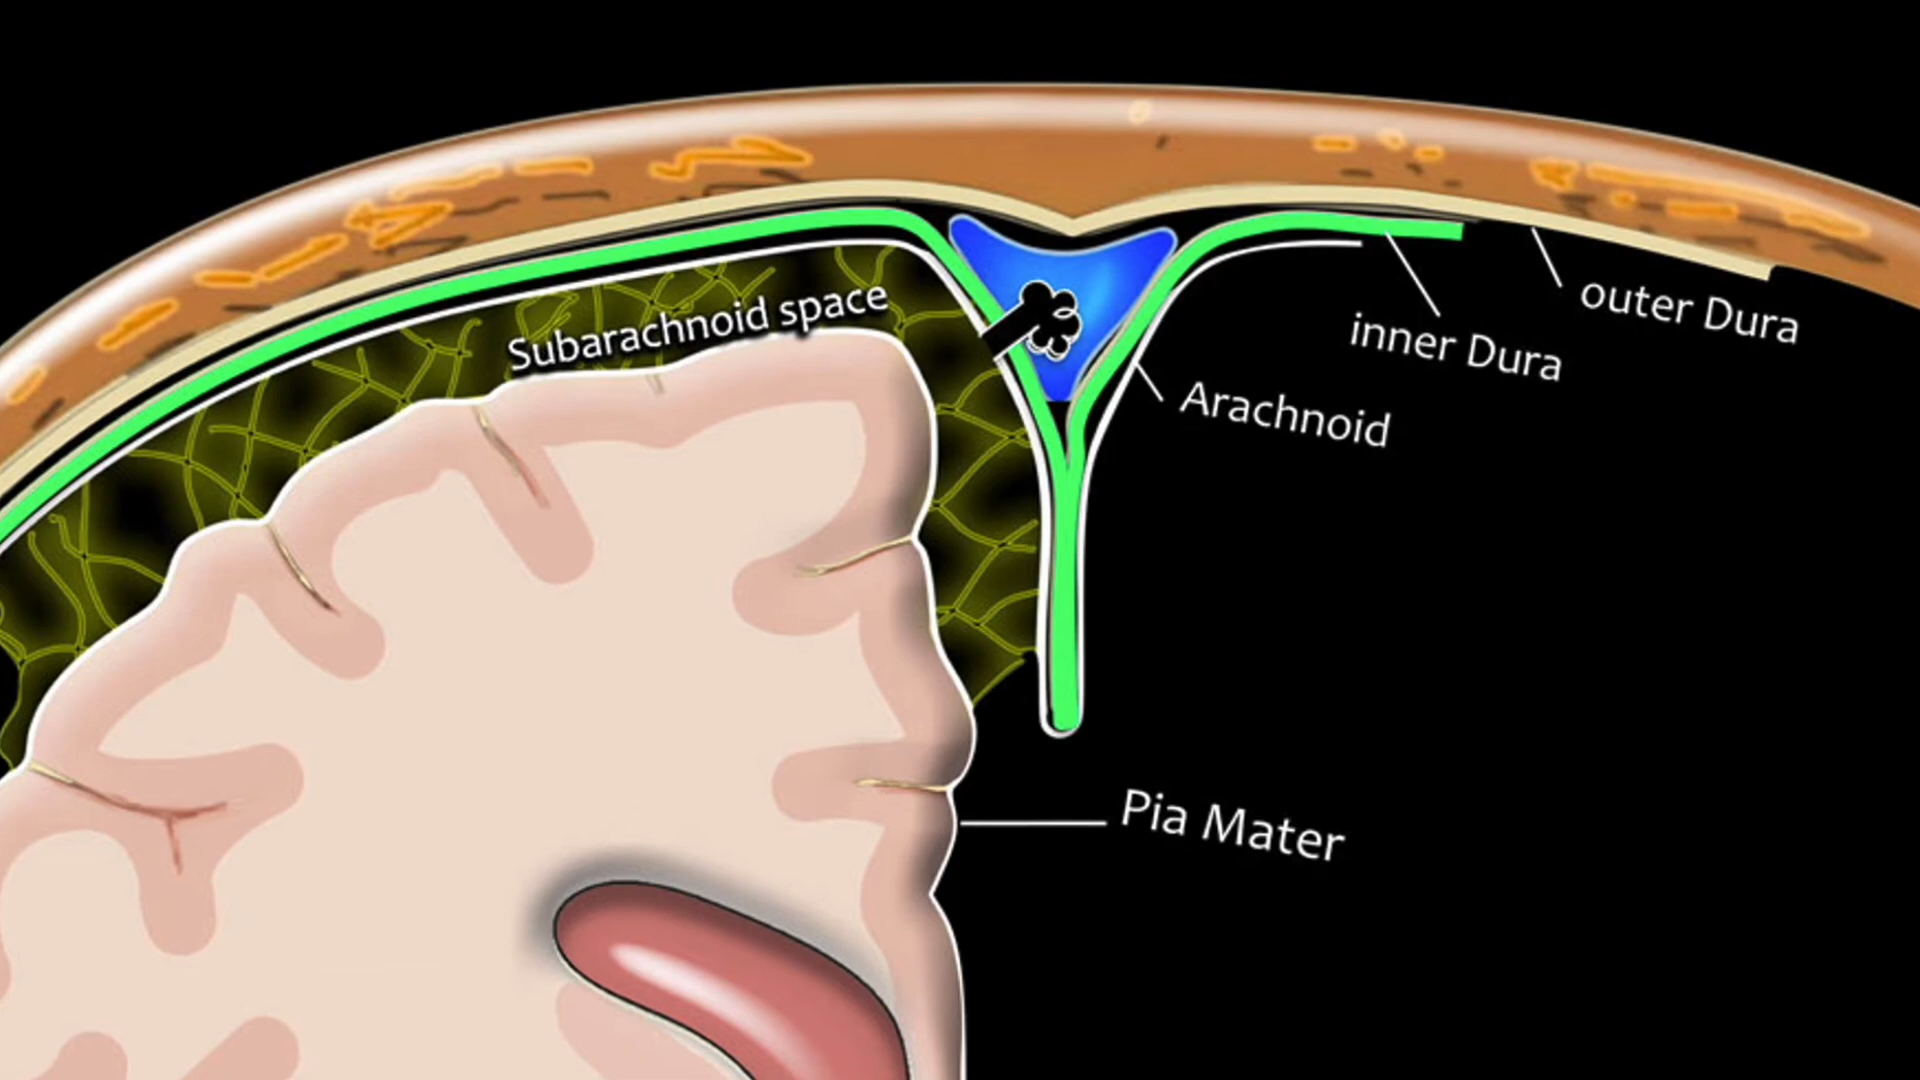 Subarachnoid space
outer Dura
inner Dura
Arachnoid
Pia Mater